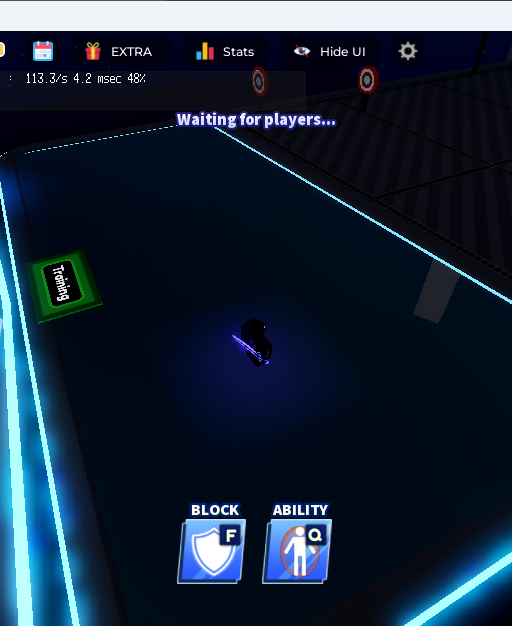 EXTRA Stats Hide UI
: 113.3/s 4.2 msec 48%
Waiting for players...
Training
BLOCK ABILITY
F Q